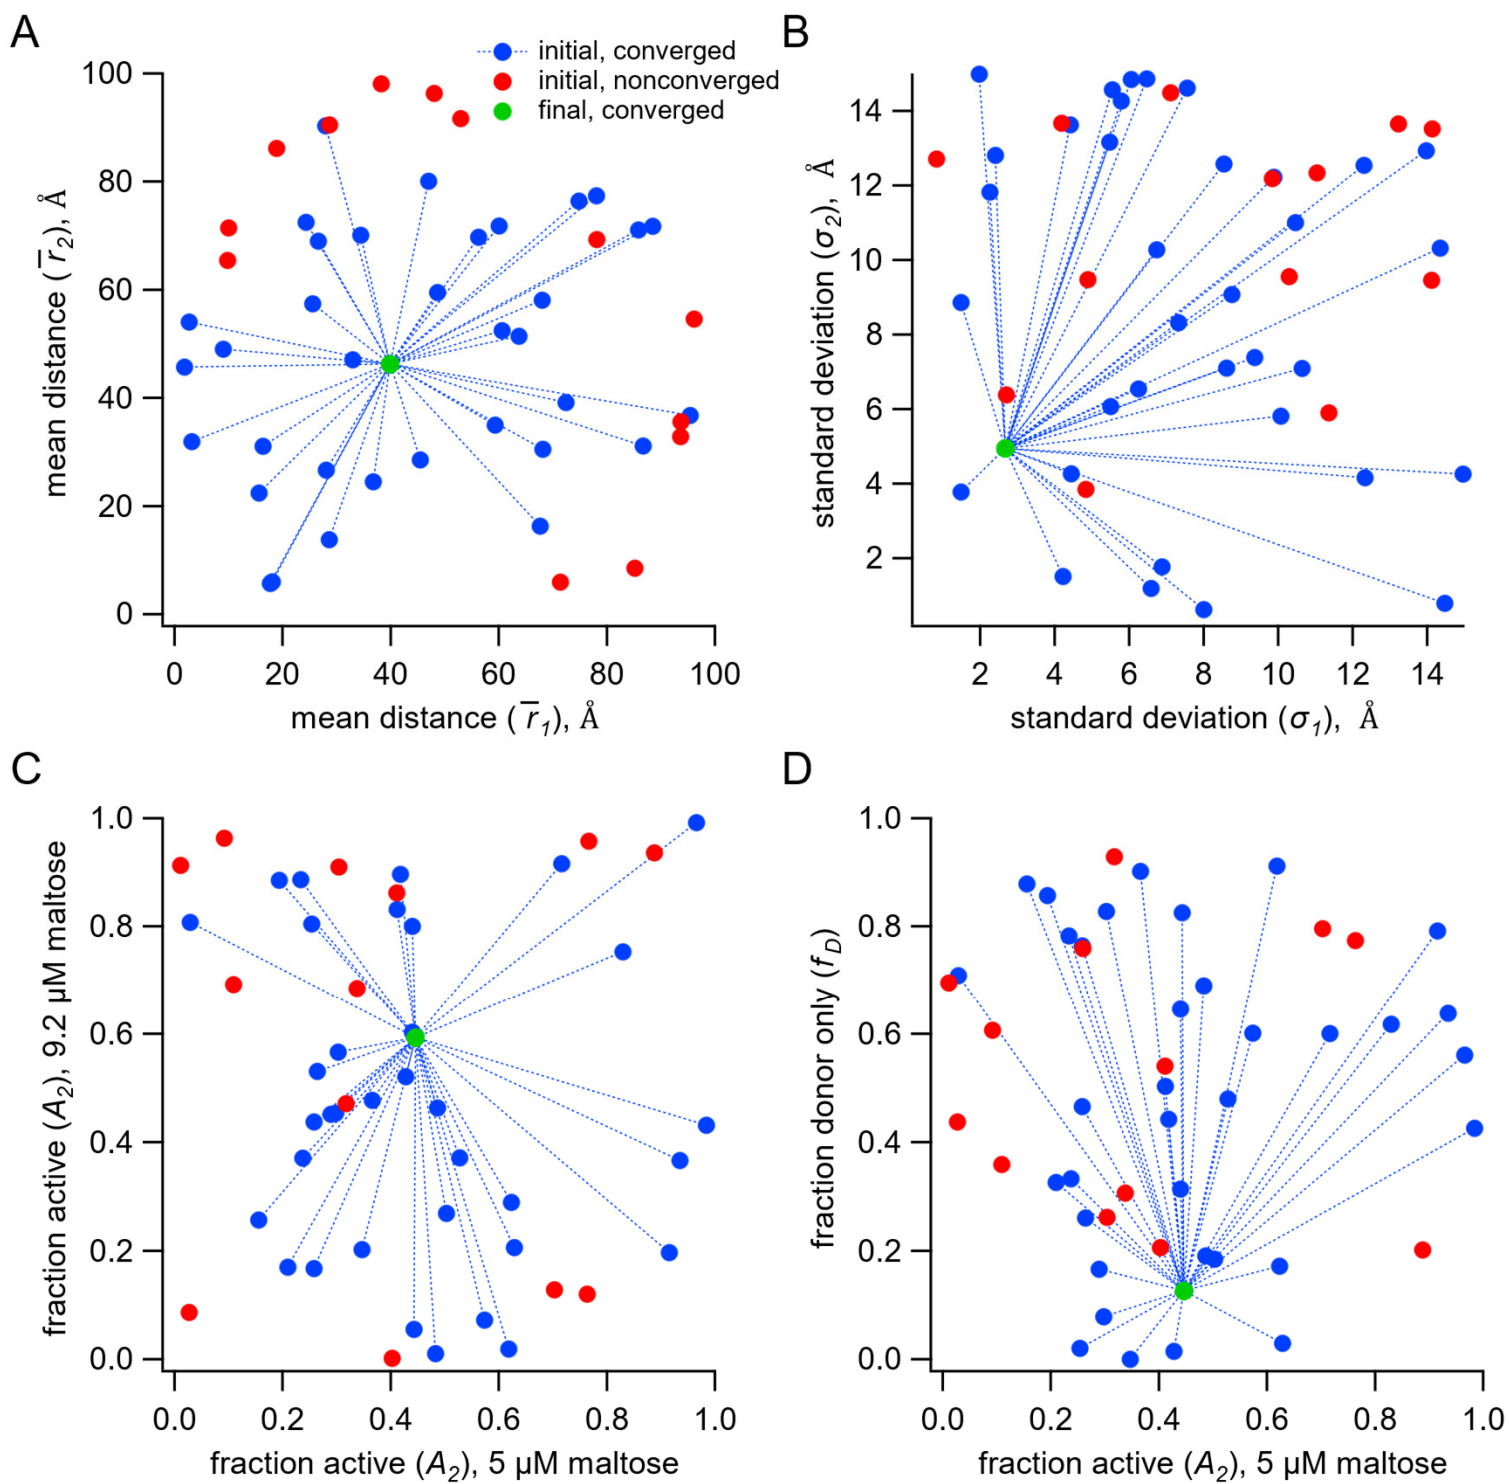 A
initial, converged
initial, nonconverged
final, converged
100
80
60
40
20
0
mean distance (r̅2), Å
0 20 40 60 80 100
mean distance (r̅1), Å
B
14
12
10
8
6
4
2
standard deviation (σ2), Å
2 4 6 8 10 12 14
standard deviation (σ1), Å
C
1.0
0.8
0.6
0.4
0.2
0.0
fraction active (A2), 9.2 µM maltose
0.0 0.2 0.4 0.6 0.8 1.0
fraction active (A2), 5 µM maltose
D
1.0
0.8
0.6
0.4
0.2
0.0
fraction donor only (fD)
0.0 0.2 0.4 0.6 0.8 1.0
fraction active (A2), 5 µM maltose